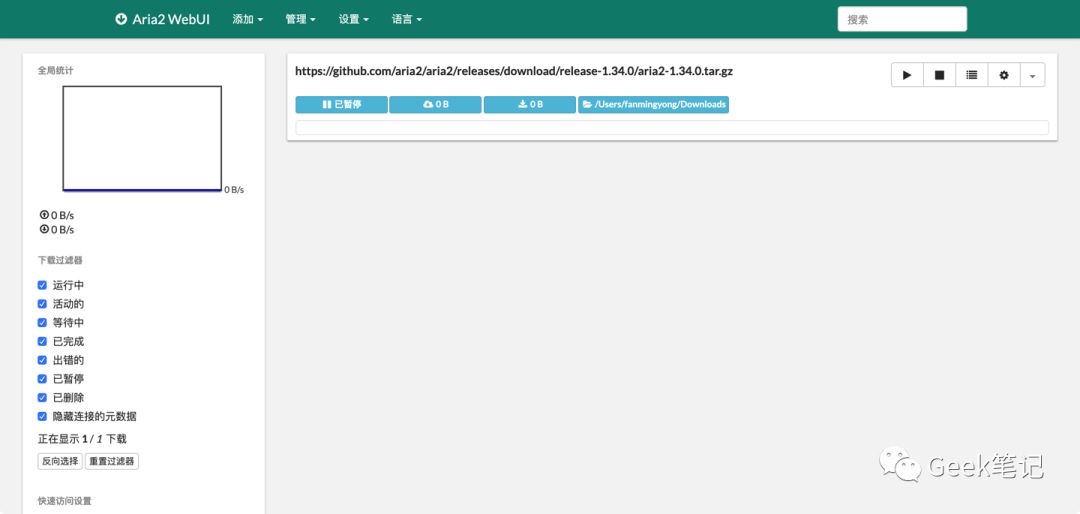 Aria2 WebUI 添加 管理 设置 语言 搜索
全局统计
0 B/s
0 B/s
0 B/s
下载过滤器
运行中
活动的
等待中
已完成
出错的
已暂停
已删除
隐藏连接的元数据
正在显示 1 / 1 下载
反向选择 重置过滤器
快速访问设置
https://github.com/aria2/aria2/releases/download/release-1.34.0/aria2-1.34.0.tar.gz
已暂停 0 B 0 B /Users/fanmingyong/Downloads
Geek笔记